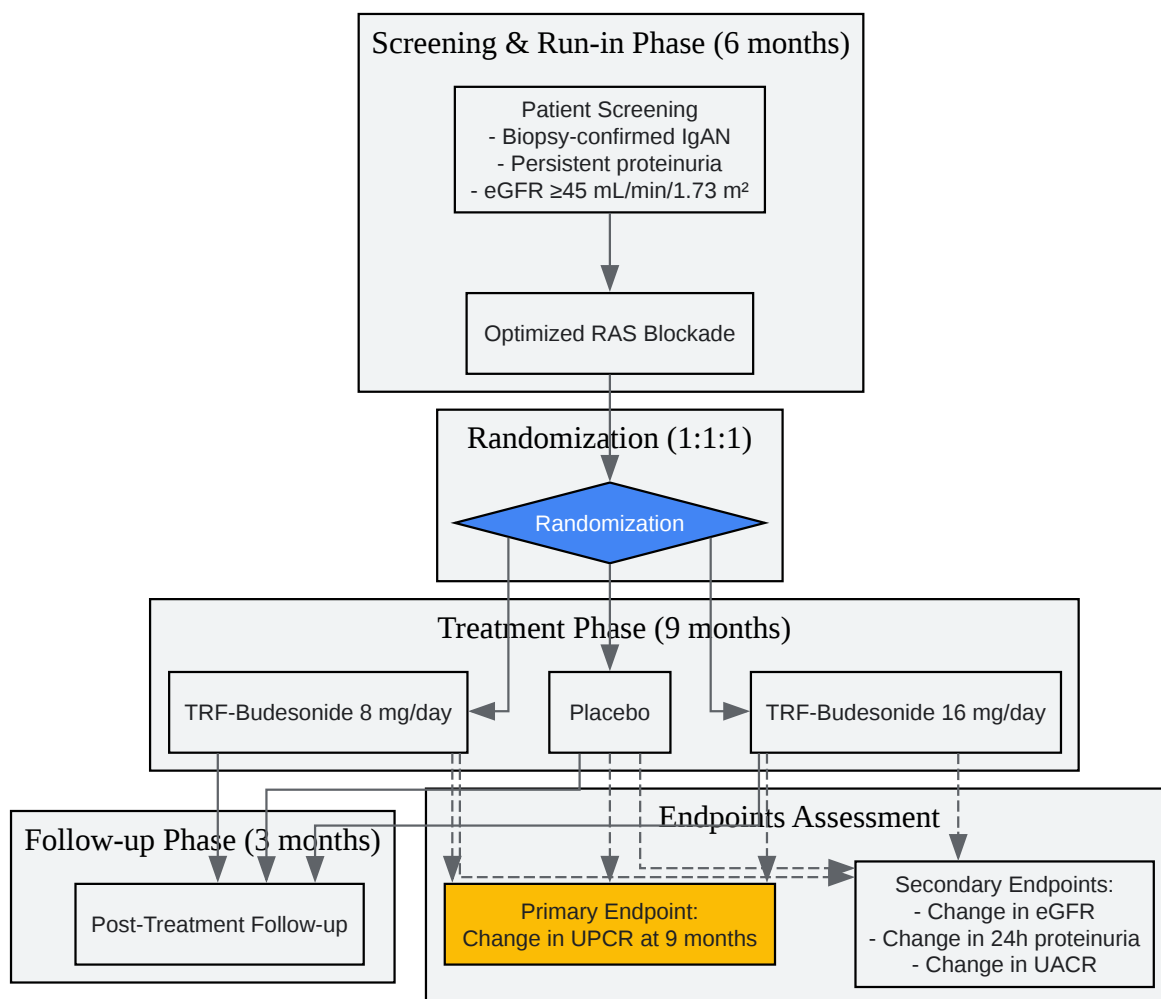 Screening & Run-in Phase (6 months)
Patient Screening
- Biopsy-confirmed IgAN
- Persistent proteinuria
- eGFR ≥45 mL/min/1.73 m²
Optimized RAS Blockade
Randomization (1:1:1)
Randomization
Treatment Phase (9 months)
TRF-Budesonide 8 mg/day
Placebo
TRF-Budesonide 16 mg/day
Follow-up Phase (3 months)
Post-Treatment Follow-up
Endpoints Assessment
Primary Endpoint:
Change in UPCR at 9 months
Secondary Endpoints:
- Change in eGFR
- Change in 24h proteinuria
- Change in UACR